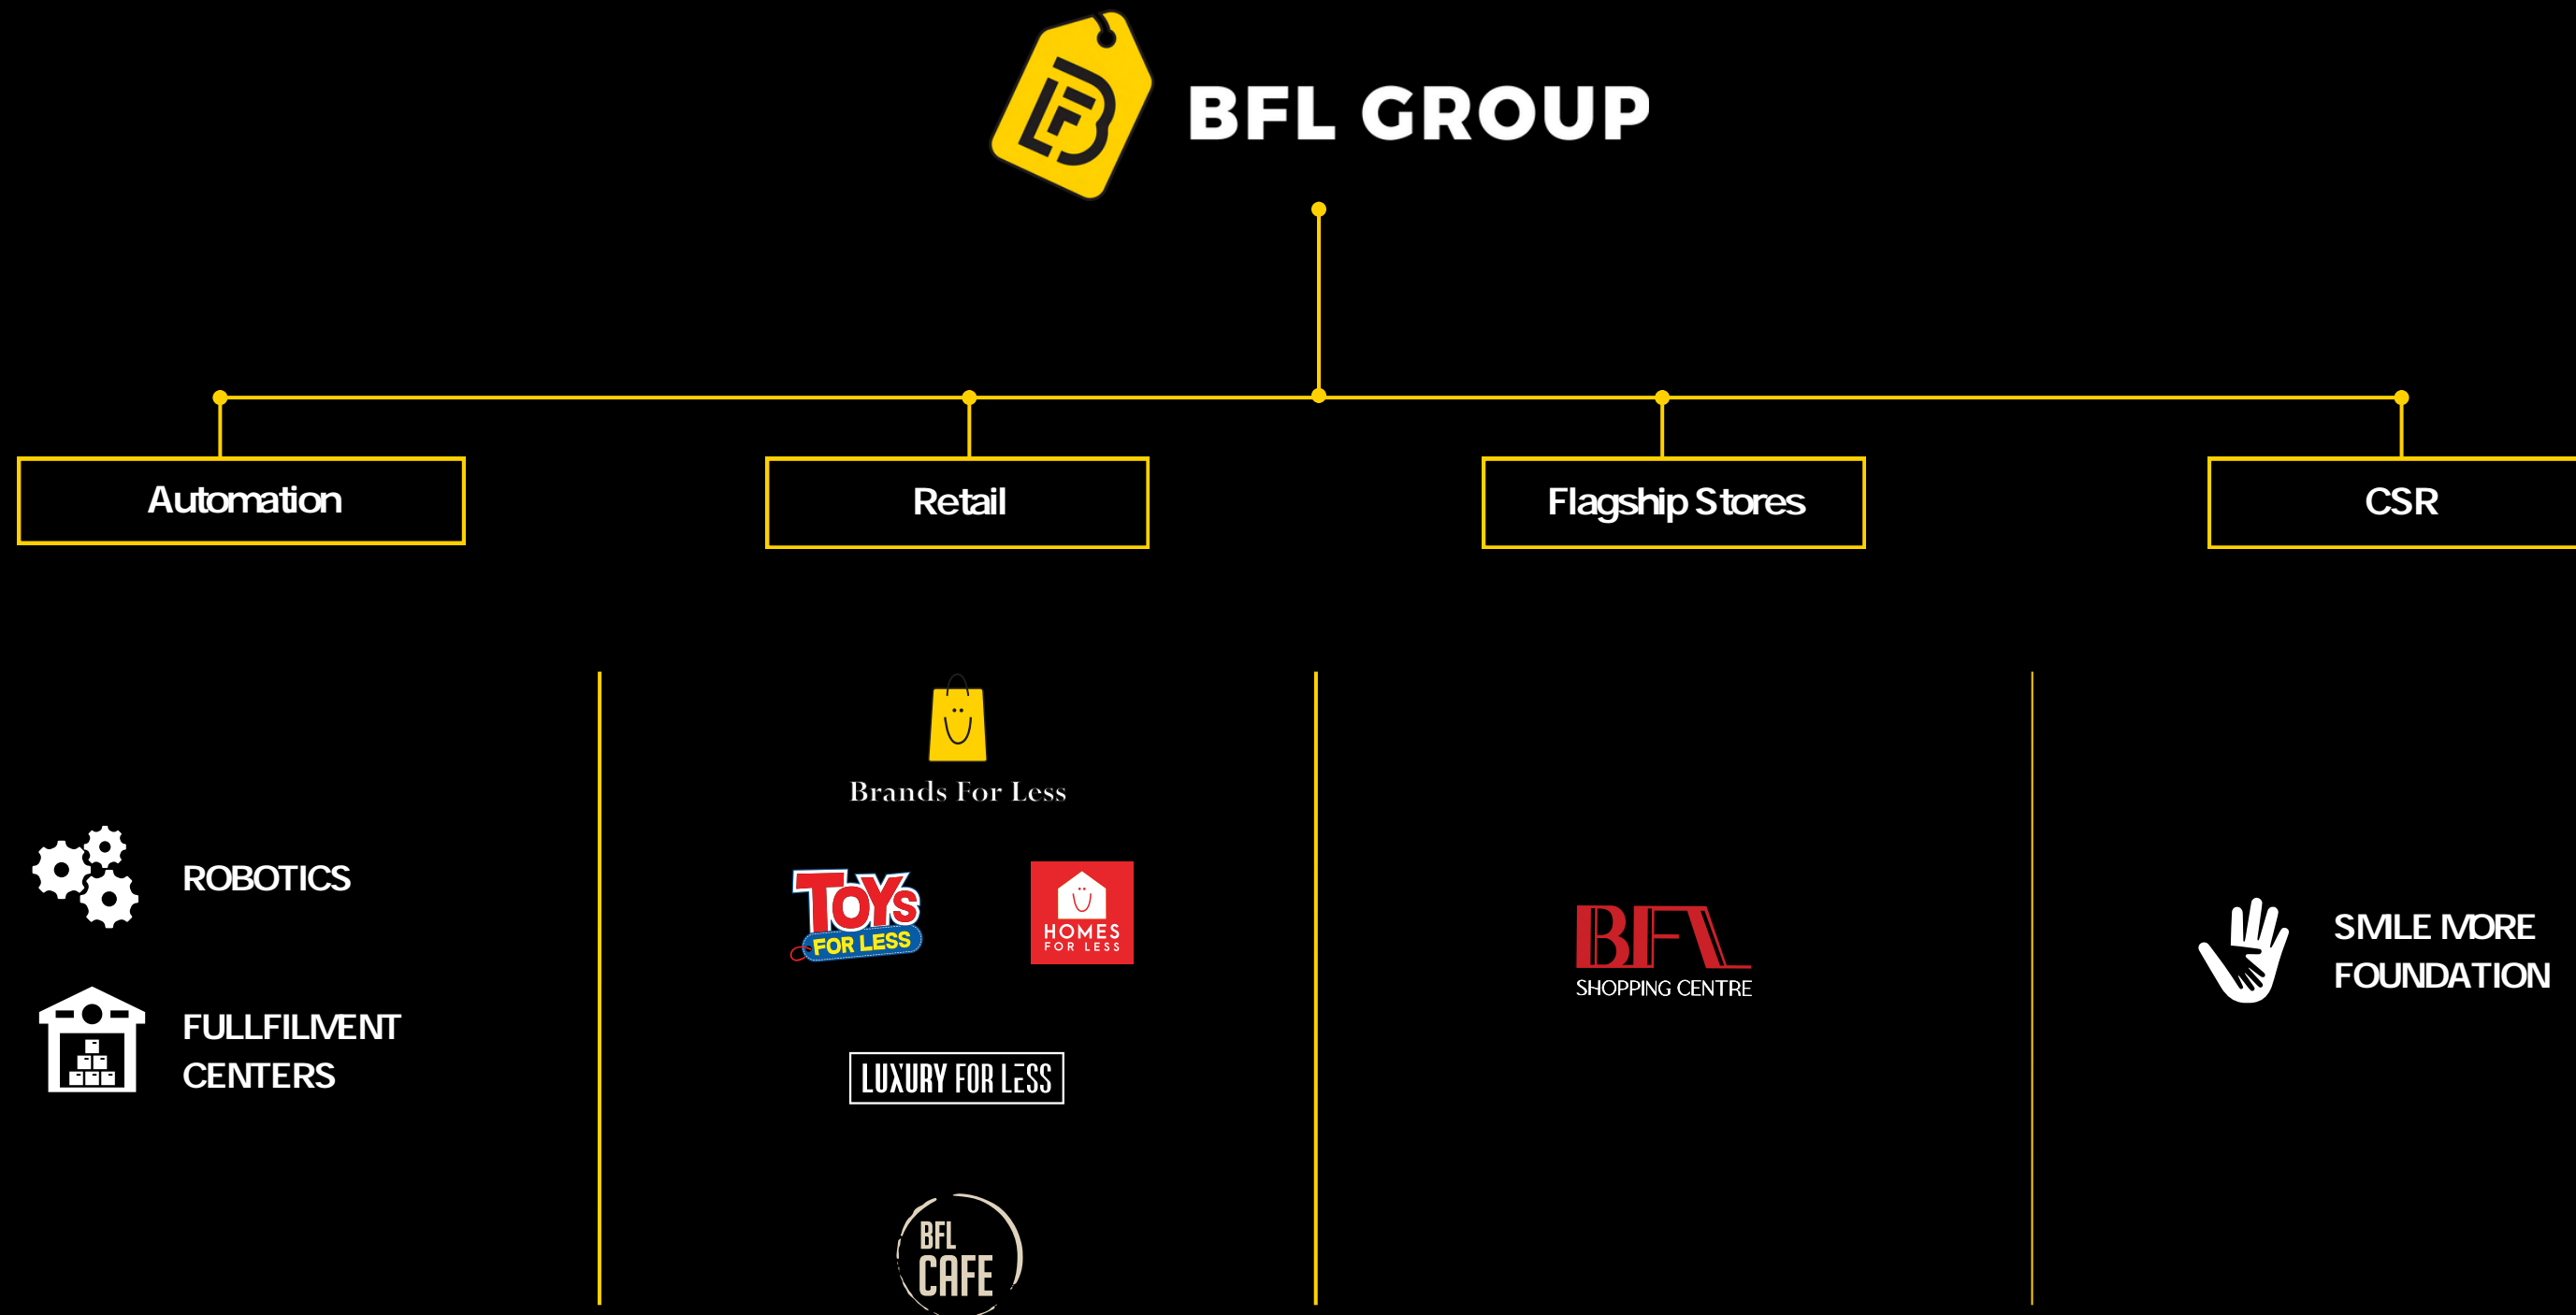 BFL GROUP
Automation
Retail
Flagship Stores
CSR
ROBOTICS
FULLFILMENT
CENTERS
Brands For Less
TOYS
FOR LESS
HOMES
FOR LESS
LUXURY FOR LESS
BFL
CAFE
BFL
SHOPPING CENTRE
SMILE MORE
FOUNDATION